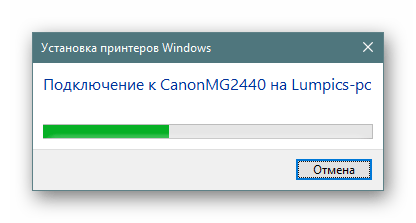 Установка принтеров Windows
Подключение к CanonMG2440 на Lumpics-pc
Отмена